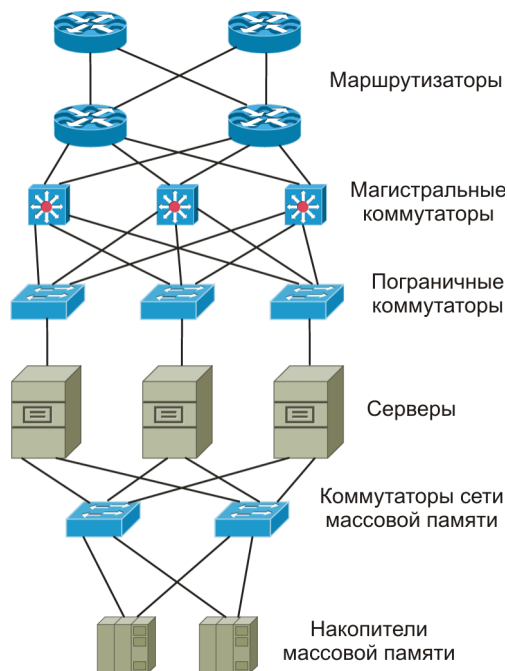 Маршрутизаторы
Магистральные
коммутаторы
Пограничные
коммутаторы
Серверы
Коммутаторы сети
массовой памяти
Накопители
массовой памяти